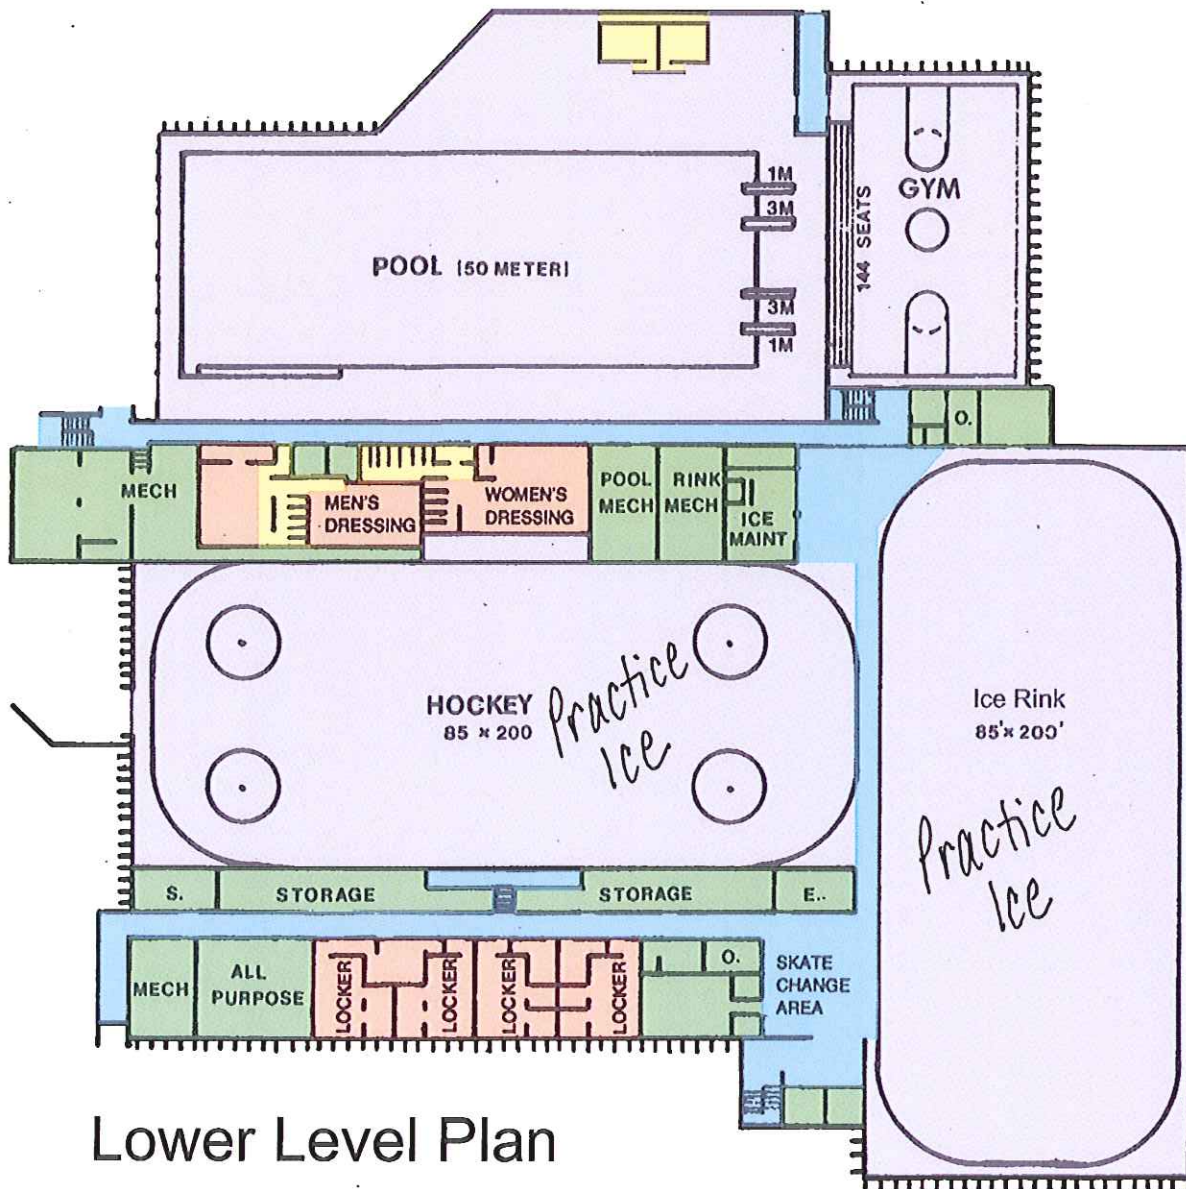 1M
3M
GYM
144 SEATS
POOL (50 METER)
3M
1M
O.
MECH
MEN'S
DRESSING
WOMEN'S
DRESSING
POOL
MECH
RINK
MECH
ICE
MAINT
HOCKEY
85 × 200
Practice
Ice
Ice Rink
85'× 200'
Practice
Ice
S.
STORAGE
STORAGE
E..
MECH
ALL
PURPOSE
LOCKER
LOCKER
LOCKER
LOCKER
O.
SKATE
CHANGE
AREA
Lower Level Plan